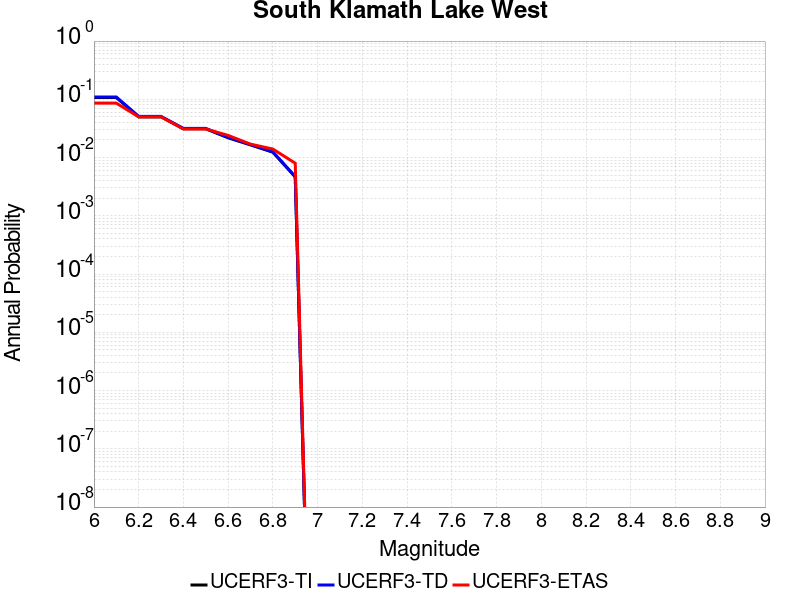 South Klamath Lake West
10^0
10^-1
10^-2
10^-3
10^-4
10^-5
10^-6
10^-7
10^-8
Annual Probability
6 6.2 6.4 6.6 6.8 7 7.2 7.4 7.6 7.8 8 8.2 8.4 8.6 8.8 9
Magnitude
UCERF3-TI UCERF3-TD UCERF3-ETAS